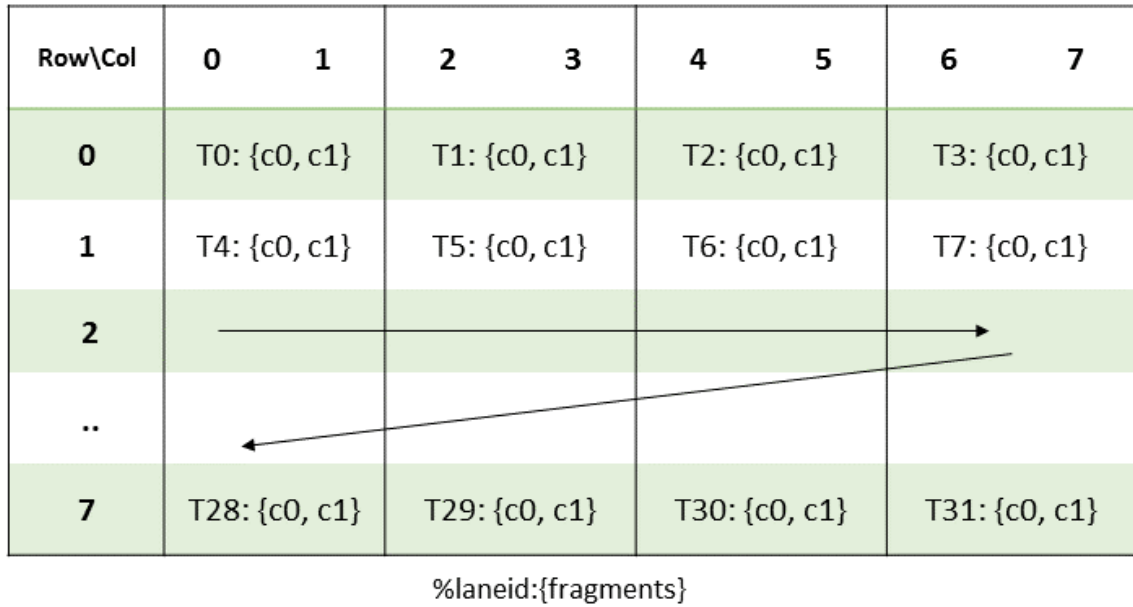 Row\Col 0 1 2 3 4 5 6 7
0 T0: {c0, c1} T1: {c0, c1} T2: {c0, c1} T3: {c0, c1}
1 T4: {c0, c1} T5: {c0, c1} T6: {c0, c1} T7: {c0, c1}
2
..
7 T28: {c0, c1} T29: {c0, c1} T30: {c0, c1} T31: {c0, c1}
%laneid:{fragments}